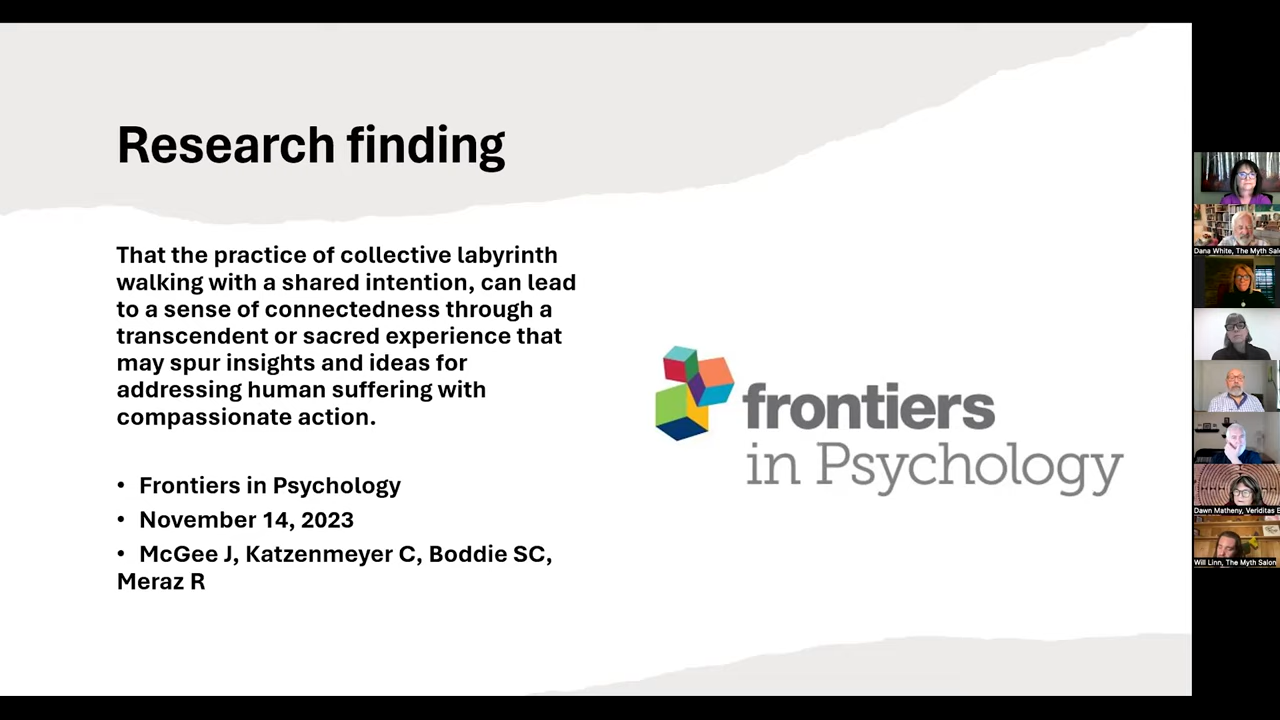 Research finding
That the practice of collective labyrinth
walking with a shared intention, can lead
to a sense of connectedness through a
transcendent or sacred experience that
may spur insights and ideas for
addressing human suffering with
compassionate action.
• Frontiers in Psychology
• November 14, 2023
• McGee J, Katzenmeyer C, Boddie SC,
Meraz R
frontiers
in Psychology
Dana White, The Myth Sal
Dawn Matheny, Veriditas E
Will Linn, The Myth Salon